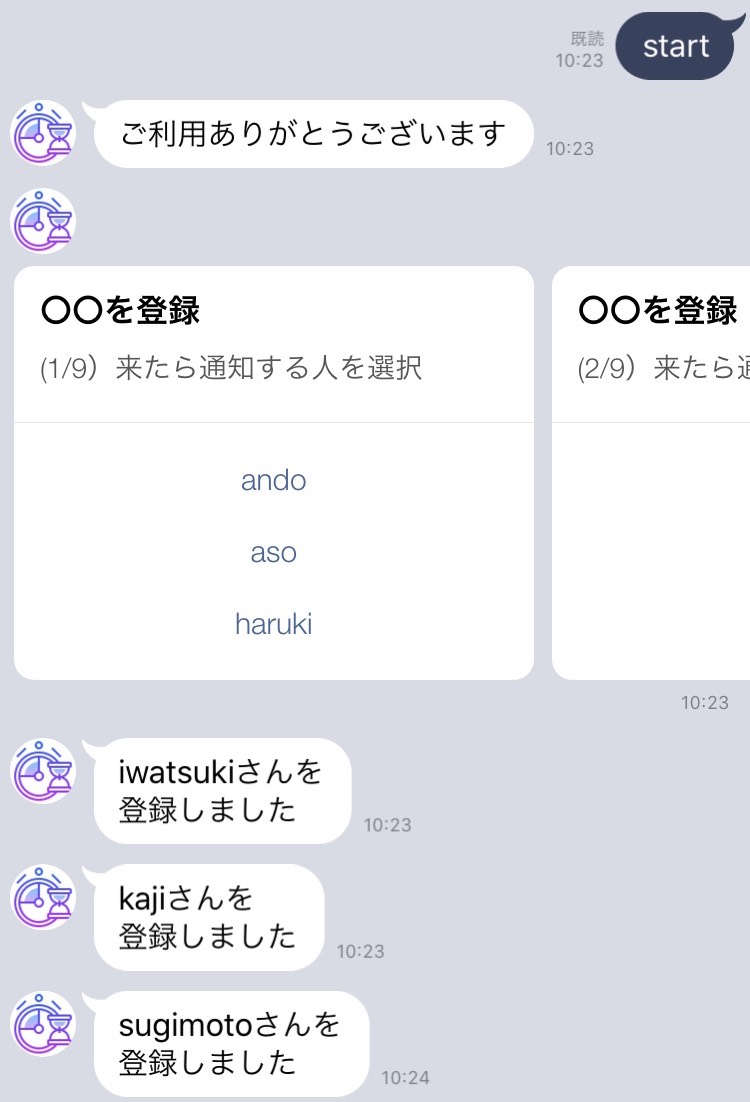 既読
10:23
start
ご利用ありがとうございます
10:23
〇〇を登録
(1/9）来たら通知する人を選択
ando
aso
haruki
〇〇を登録
(2/9）来たら
10:23
iwatsukiさんを
登録しました
10:23
kajiさんを
登録しました
10:23
sugimotoさんを
登録しました
10:24